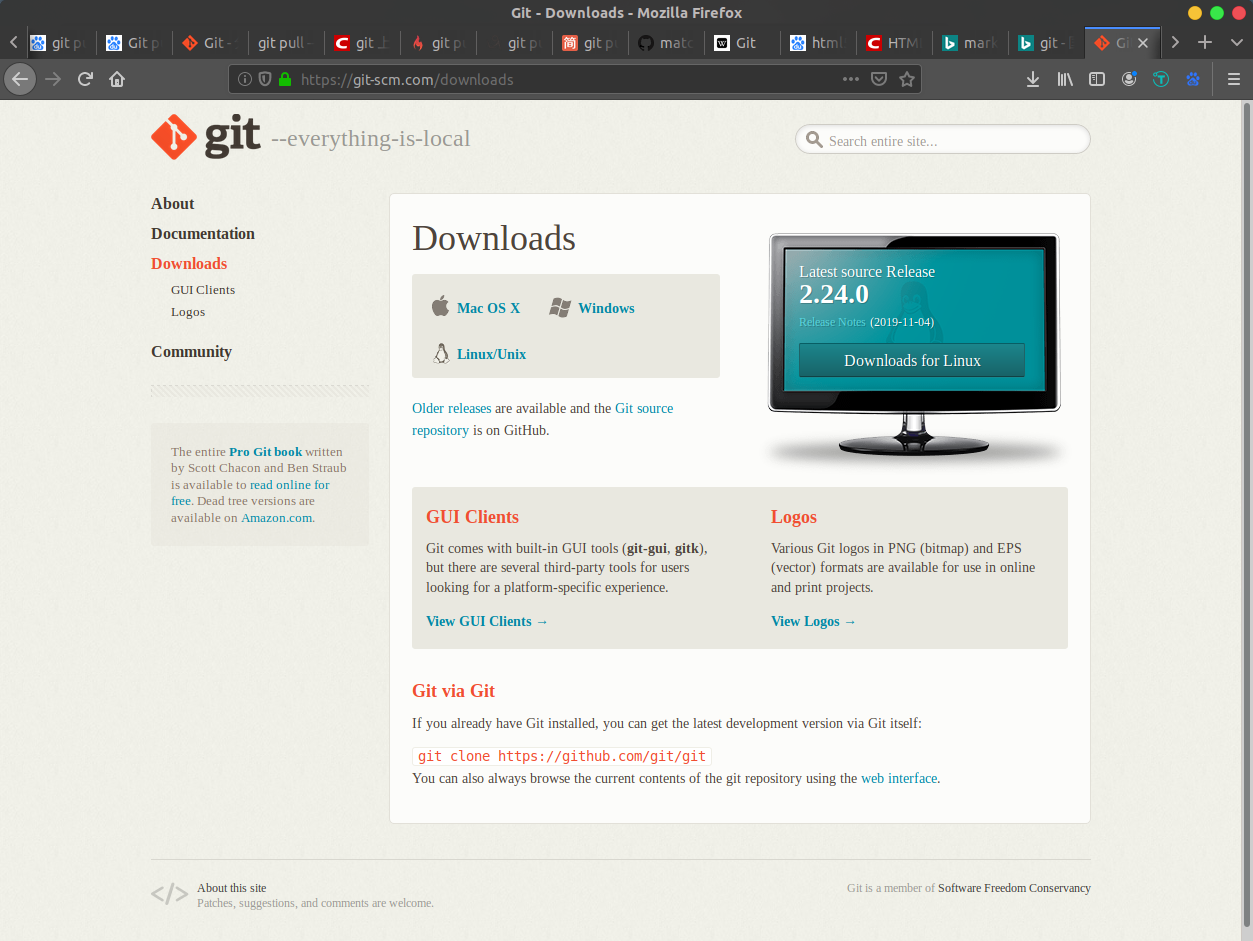 Git - Downloads - Mozilla Firefox
git pu
Git p
Git -
git pull -
git _b
git pu
git pu
git pu
matc
Git
html
HTML
mark
git -
Gi
https://git-scm.com/downloads
git --everything-is-local
Search entire site...
About
Documentation
Downloads
GUI Clients
Logos
Community
The entire Pro Git book written
by Scott Chacon and Ben Straub
is available to read online for
free. Dead tree versions are
available on Amazon.com.
Downloads
Mac OS X
Windows
Linux/Unix
Older releases are available and the Git source
repository is on GitHub.
Latest source Release
2.24.0
Release Notes (2019-11-04)
Downloads for Linux
GUI Clients
Git comes with built-in GUI tools (git-gui, gitk),
but there are several third-party tools for users
looking for a platform-specific experience.
View GUI Clients →
Logos
Various Git logos in PNG (bitmap) and EPS
(vector) formats are available for use in online
and print projects.
View Logos →
Git via Git
If you already have Git installed, you can get the latest development version via Git itself:
git clone https://github.com/git/git
You can also always browse the current contents of the git repository using the web interface.
</> About this site
Patches, suggestions, and comments are welcome.
Git is a member of Software Freedom Conservancy